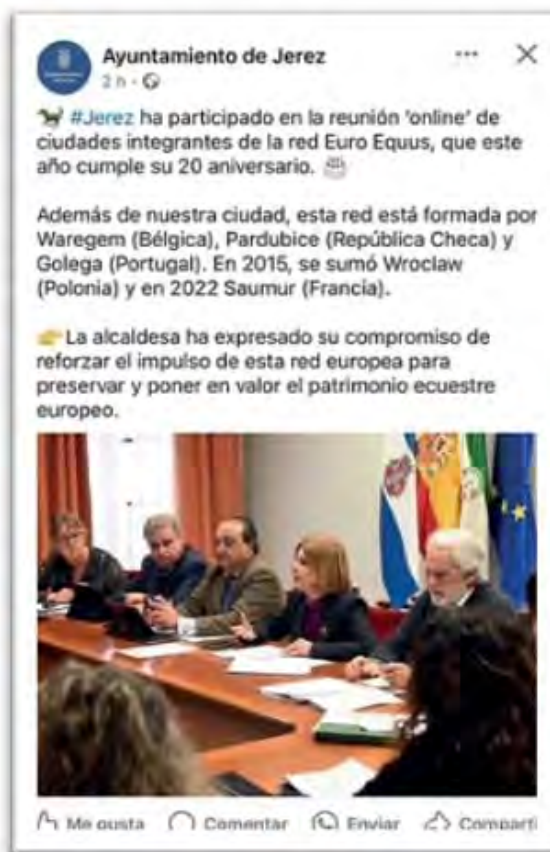 Ayuntamiento de Jerez
2 h
#Jerez ha participado en la reunión 'online' de
ciudades integrantes de la red Euro Equus, que este
año cumple su 20 aniversario.
Además de nuestra ciudad, esta red está formada por
Waregem (Bélgica), Pardubice (República Checa) y
Golega (Portugal). En 2015, se sumó Wroclaw
(Polonia) y en 2022 Saumur (Francia).
La alcaldesa ha expresado su compromiso de
reforzar el impulso de esta red europea para
preservar y poner en valor el patrimonio ecuestre
europeo.
Me gusta Comentar Enviar Comparti